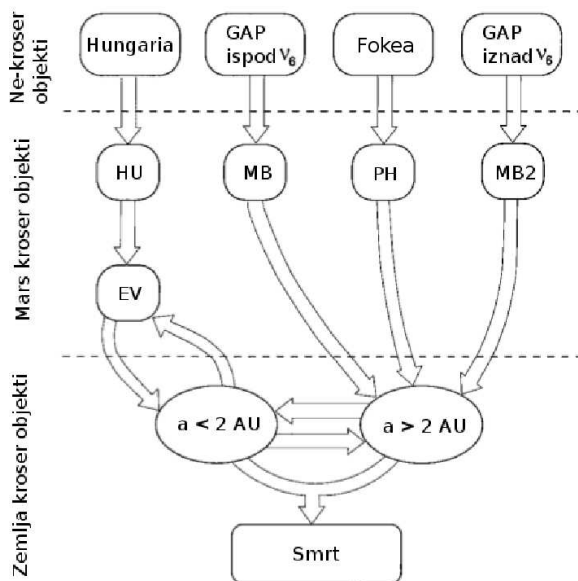 Ne-kroser
objekti
Hungaria
GAP
ispod ν6
Fokea
GAP
iznad ν6
Mars kroser objekti
HU
MB
PH
MB2
EV
Zemlja kroser objekti
a < 2 AU
a > 2 AU
Smrt